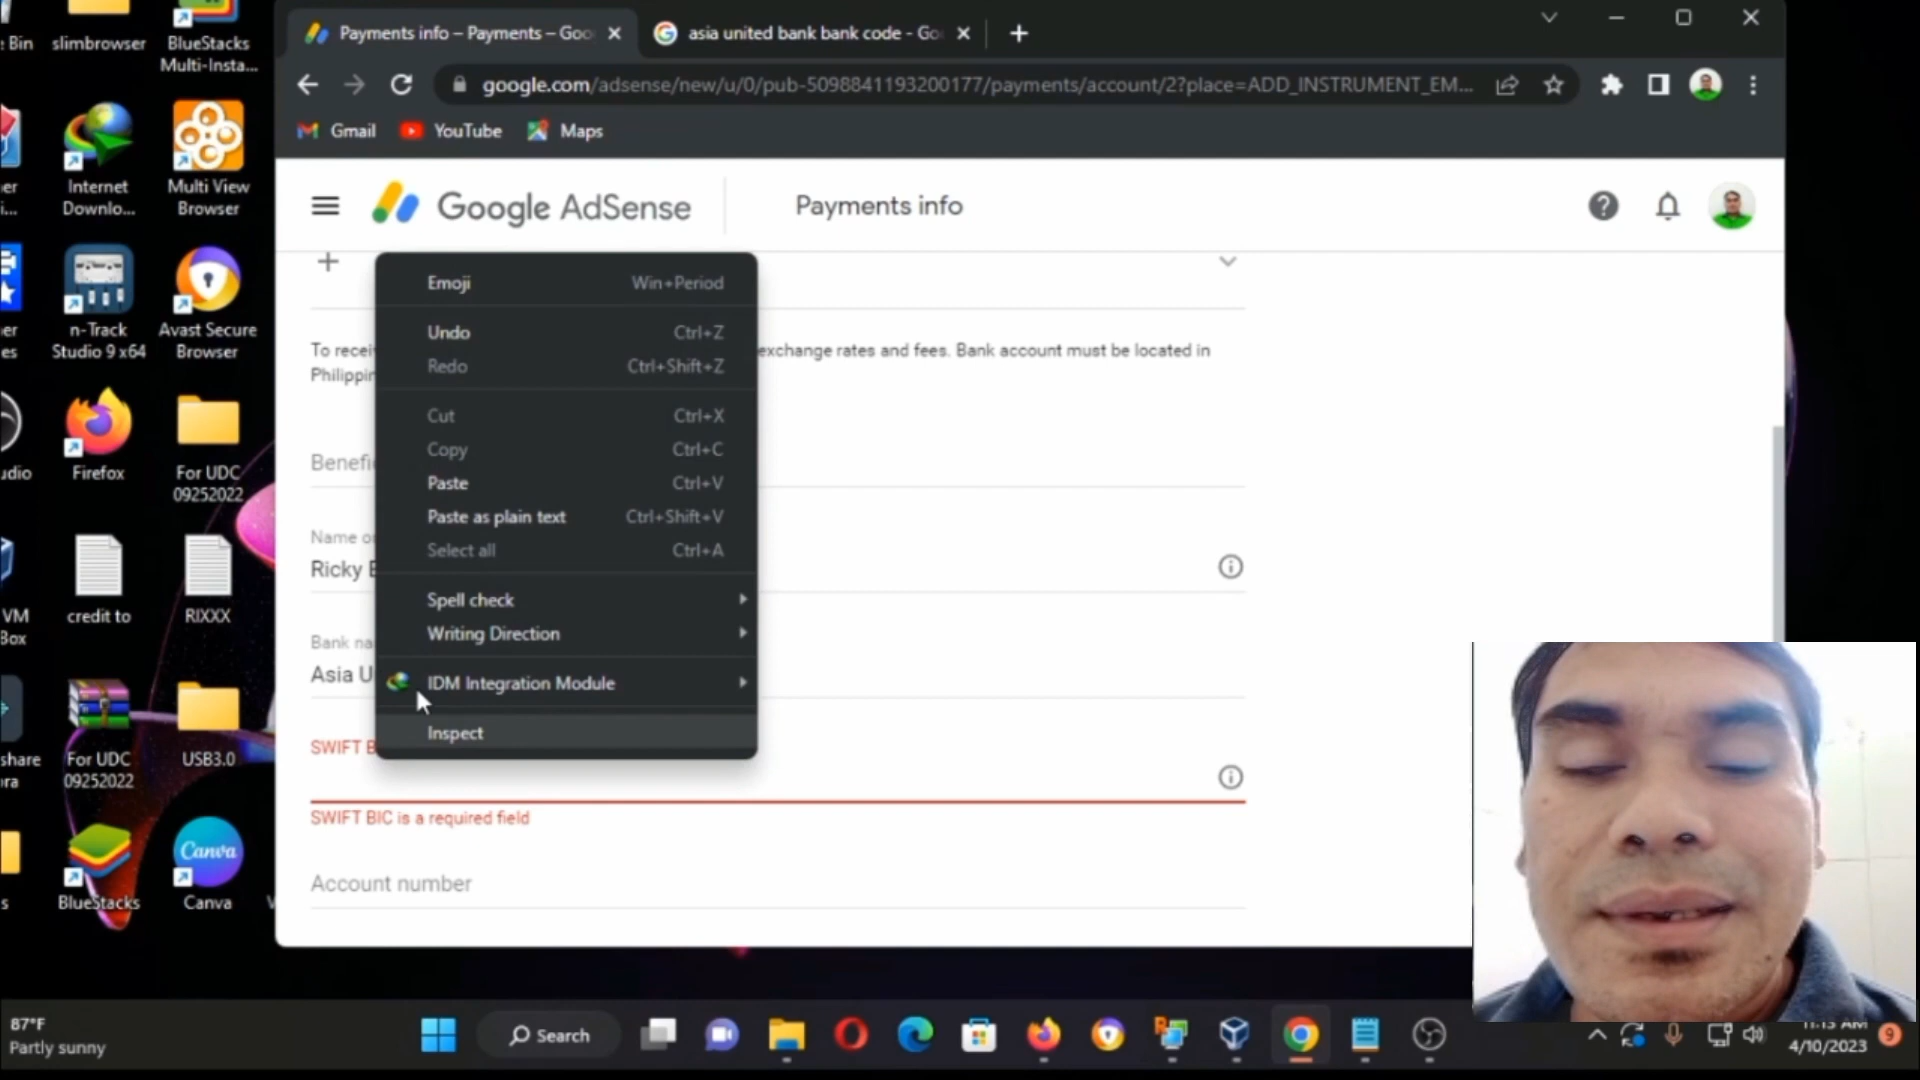 Bin
slimbrowser
BlueStacks
Multi-Insta...
Internet
Downlo...
Multi View
Browser
n-Track
Studio 9 x64
Avast Secure
Browser
Firefox
For UDC
09252022
credit to
RIXXX
VM
Box
For UDC
09252022
USB3.0
BlueStacks
Canva
Canva
Payments info – Payments – Goo
asia united bank bank code - Go
google.com/adsense/new/u/0/pub-5098841193200177/payments/account/2?place=ADD_INSTRUMENT_EM...
Gmail
YouTube
Maps
Google AdSense
Payments info
To recei
exchange rates and fees. Bank account must be located in
Philippin
Benefi
Name o
Ricky E
Bank na
Asia U
SWIFT B
SWIFT BIC is a required field
Account number
Emoji Win+Period
Undo Ctrl+Z
Redo Ctrl+Shift+Z
Cut Ctrl+X
Copy Ctrl+C
Paste Ctrl+V
Paste as plain text Ctrl+Shift+V
Select all Ctrl+A
Spell check
Writing Direction
IDM Integration Module
Inspect
87°F
Partly sunny
Search
11:13 AM
4/10/2023
9